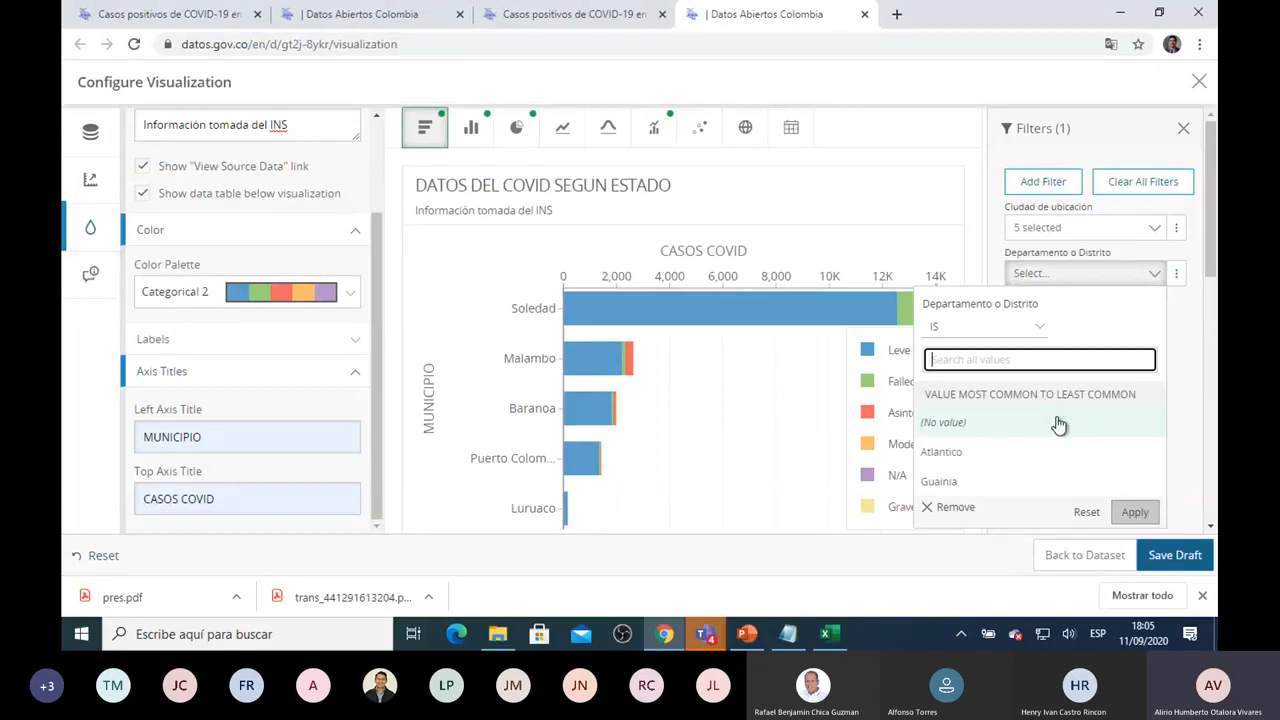 Casos positivos de COVID-19 en
| Datos Abiertos Colombia
Casos positivos de COVID-19 en
| Datos Abiertos Colombia
datos.gov.co/en/d/gt2j-8ykr/visualization
Configure Visualization
Información tomada del INS
Show "View Source Data" link
Show data table below visualization
Color
Color Palette
Categorical 2
Labels
Axis Titles
Left Axis Title
MUNICIPIO
Top Axis Title
CASOS COVID
DATOS DEL COVID SEGUN ESTADO
Información tomada del INS
CASOS COVID
0 2,000 4,000 6,000 8,000 10K 12K 14K
MUNICIPIO
Soledad
Malambo
Baranoa
Puerto Colom...
Luruaco
Leve
Falle
Asint
Mode
N/A
Grave
Filters (1)
Add Filter
Clear All Filters
Ciudad de ubicación
5 selected
Departamento o Distrito
Select...
Departamento o Distrito
IS
Search all values
VALUE MOST COMMON TO LEAST COMMON
(No value)
Atlantico
Guainia
Remove
Reset
Apply
Reset
Back to Dataset
Save Draft
pres.pdf
trans_441291613204.p...
Mostrar todo
Escribe aquí para buscar
4
ESP
18:05
11/09/2020
+3
TM
JC
FR
A
LP
JM
JN
RC
JL
HR
AV
Rafael Benjamin Chica Guzman
Alfonso Torres
Henry Ivan Castro Rincon
Alirio Humberto Otalora Vivares